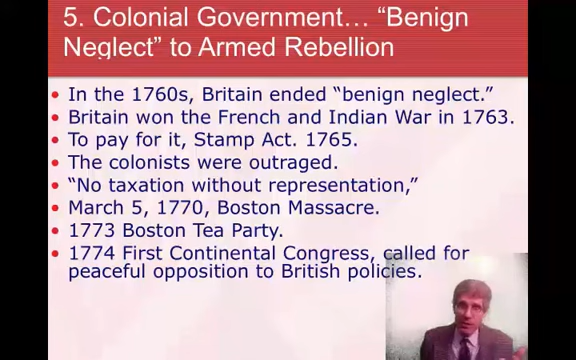 5. Colonial Government… “Benign
Neglect” to Armed Rebellion
In the 1760s, Britain ended “benign neglect.”
Britain won the French and Indian War in 1763.
To pay for it, Stamp Act. 1765.
The colonists were outraged.
“No taxation without representation,”
March 5, 1770, Boston Massacre.
1773 Boston Tea Party.
1774 First Continental Congress, called for
peaceful opposition to British policies.